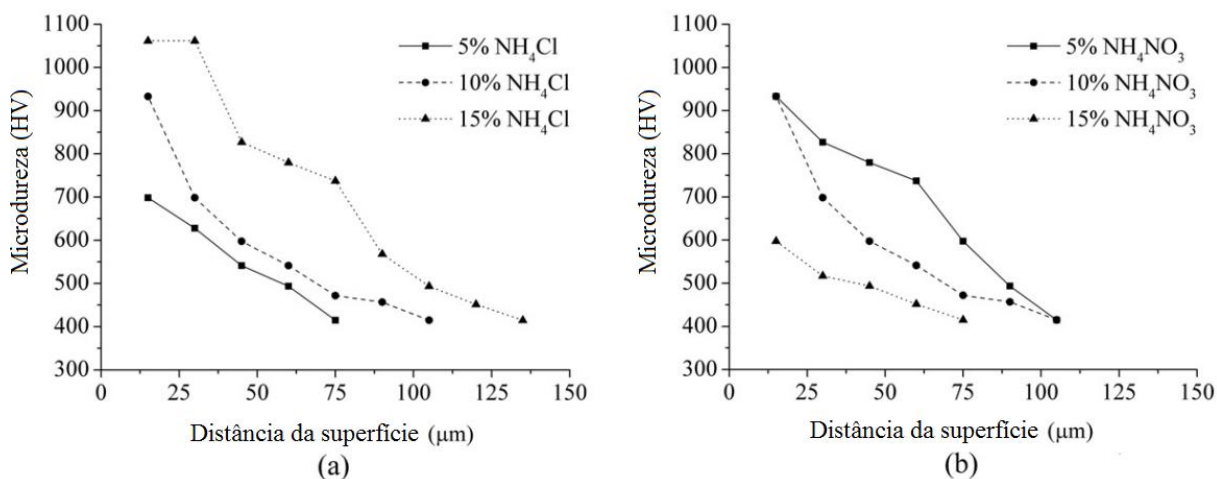 1100
1000
900
800
700
600
500
400
300
Microdureza (HV)
5% NH₄Cl
10% NH₄Cl
15% NH₄Cl
0 25 50 75 100 125 150
Distância da superfície (μm)
(a)
1100
1000
900
800
700
600
500
400
300
Microdureza (HV)
5% NH₄NO₃
10% NH₄NO₃
15% NH₄NO₃
0 25 50 75 100 125 150
Distância da superfície (μm)
(b)